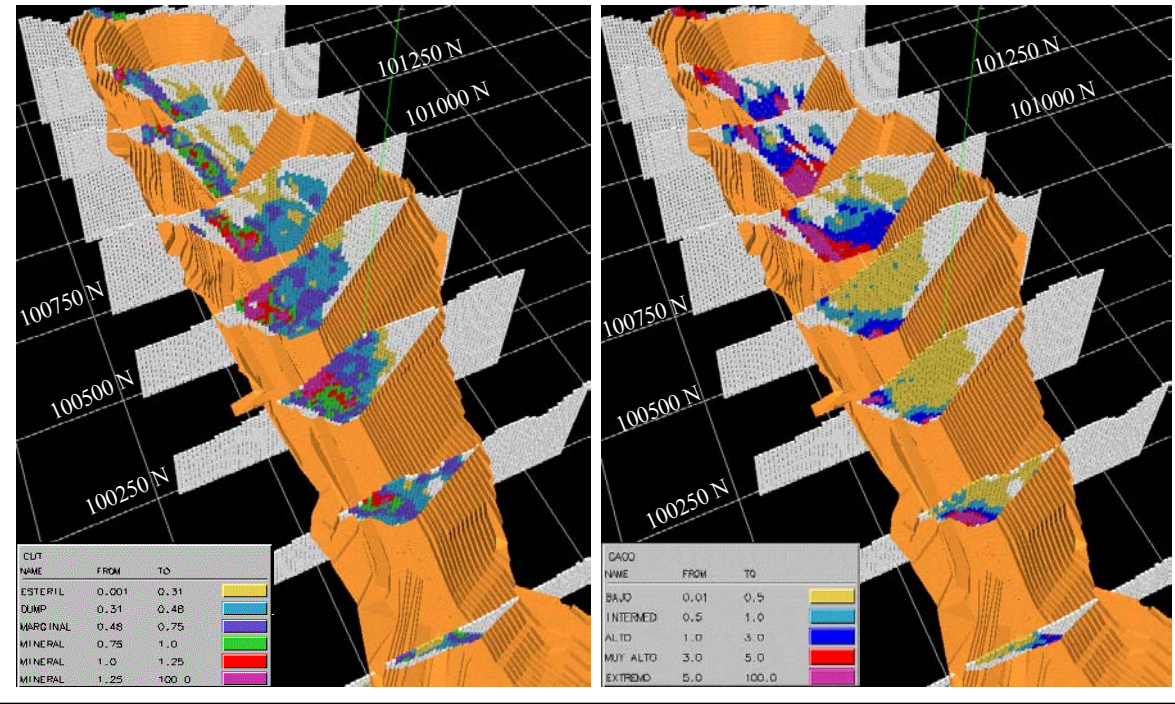 101250 N
101000 N
100750 N
100500 N
100250 N
CUT
NAME FROM TO
ESTERIL 0.001 0.31
DUMP 0.31 0.48
MARGINAL 0.48 0.75
MINERAL 0.75 1.0
MINERAL 1.0 1.25
MINERAL 1.25 100.0
101250 N
101000 N
100750 N
100500 N
100250 N
NAME FROM TO
BAJO 0.01 0.5
INTERMED 0.5 1.0
ALTO 1.0 3.0
MUY ALTO 3.0 5.0
EXTREMO 5.0 100.0